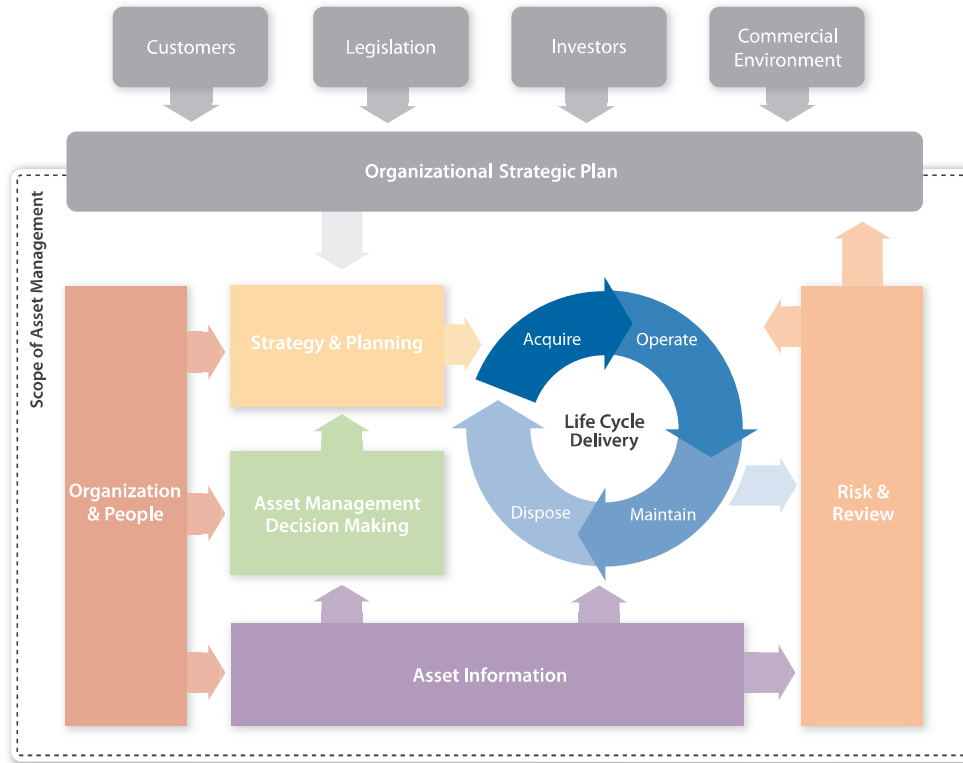 Customers
Legislation
Investors
Commercial
Environment
Organizational Strategic Plan
Scope of Asset Management
Strategy & Planning
Acquire
Operate
Life Cycle
Delivery
Organization
& People
Asset Management
Decision Making
Dispose
Maintain
Risk &
Review
Asset Information